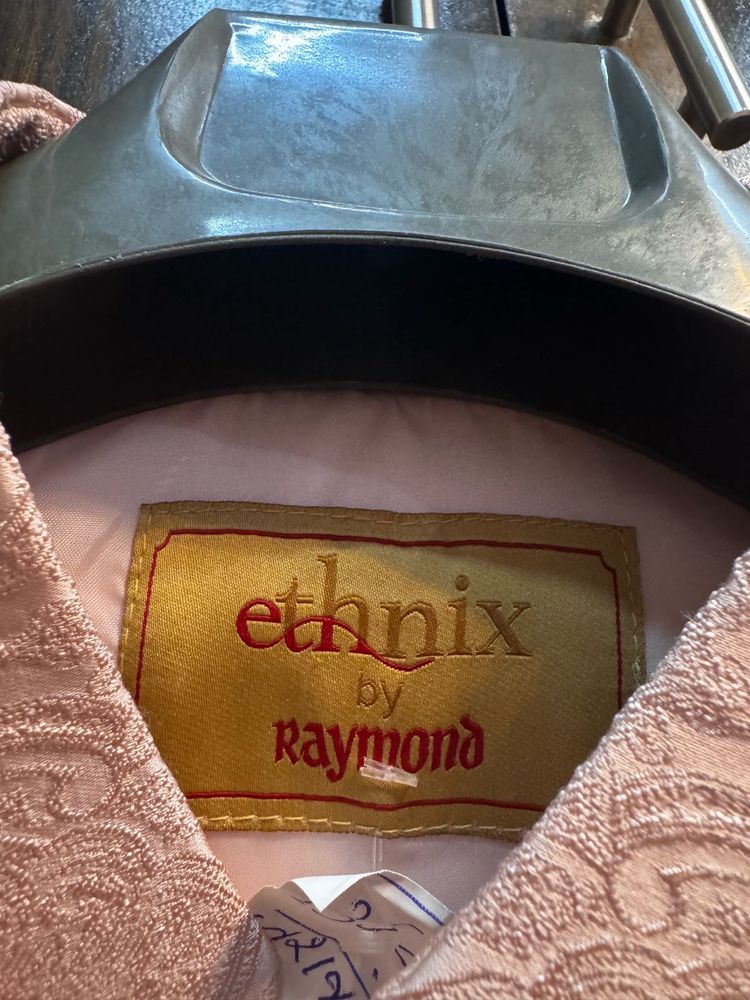 ethnix
by
Raymond